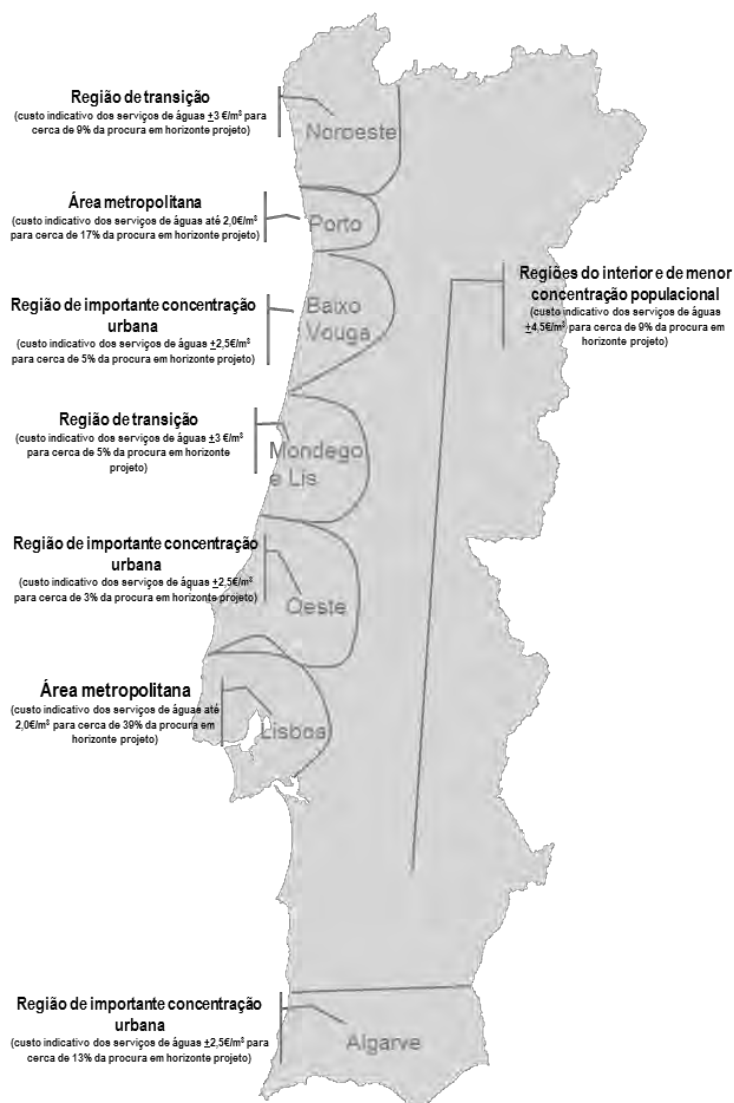 Região de transição
(custo indicativo dos serviços de águas ±3 €/m³ para
cerca de 9% da procura em horizonte projeto)
Noroeste
Área metropolitana
(custo indicativo dos serviços de águas até 2,0€/m³
para cerca de 17% da procura em horizonte projeto)
Porto
Regiões do interior e de menor
concentração populacional
(custo indicativo dos serviços de águas
±4,5€/m³ para cerca de 9% da procura em
horizonte projeto)
Região de importante concentração
urbana
(custo indicativo dos serviços de águas ±2,5€/m³
para cerca de 5% da procura em horizonte projeto)
Baixo
Vouga
Região de transição
(custo indicativo dos serviços de águas ±3 €/m³
para cerca de 5% da procura em horizonte
projeto)
Mondego
e Lis
Região de importante concentração
urbana
(custo indicativo dos serviços de águas ±2,5€/m³
para cerca de 3% da procura em horizonte projeto)
Oeste
Área metropolitana
(custo indicativo dos serviços de águas até
2,0€/m³ para cerca de 39% da procura em
horizonte projeto)
Lisboa
Região de importante concentração
urbana
(custo indicativo dos serviços de águas ±2,5€/m³ para
cerca de 13% da procura em horizonte projeto)
Algarve